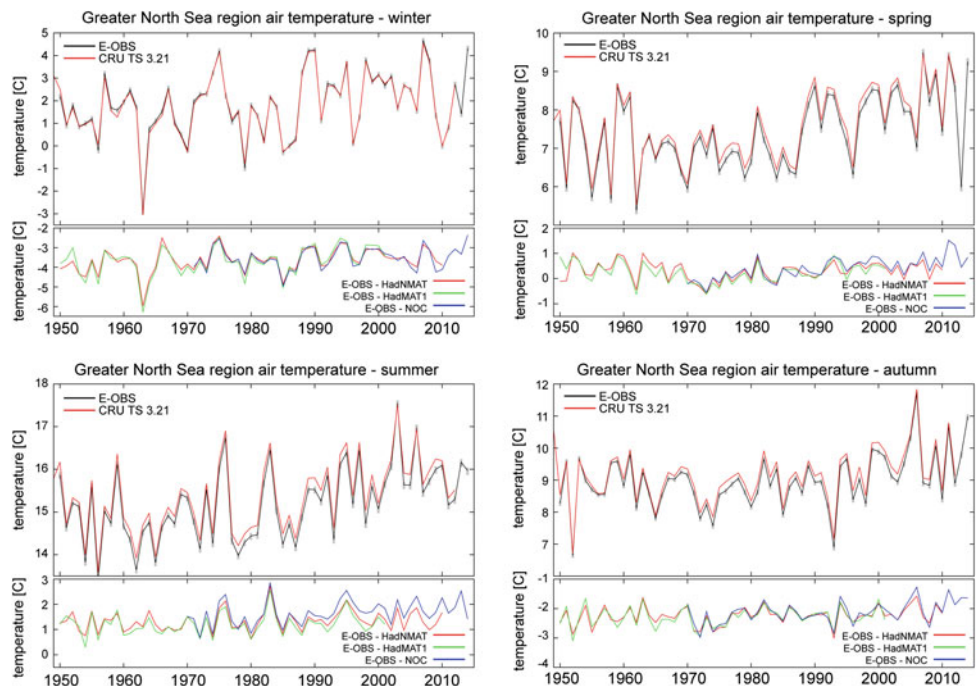 Greater North Sea region air temperature - winter
5
4
3
2
1
0
-1
-2
-3
temperature [C]
E-OBS
CRU TS 3.21
-2
-3
-4
-5
-6
temperature [C]
E-OBS - HadNMAT
E-OBS - HadMAT1
E-OBS - NOC
1950 1960 1970 1980 1990 2000 2010
Greater North Sea region air temperature - spring
10
9
8
7
6
temperature [C]
E-OBS
CRU TS 3.21
2
1
0
-1
temperature [C]
E-OBS - HadNMAT
E-OBS - HadMAT1
E-OBS - NOC
1950 1960 1970 1980 1990 2000 2010
Greater North Sea region air temperature - summer
18
17
16
15
14
temperature [C]
E-OBS
CRU TS 3.21
3
2
1
0
temperature [C]
E-OBS - HadNMAT
E-OBS - HadMAT1
E-OBS - NOC
1950 1960 1970 1980 1990 2000 2010
Greater North Sea region air temperature - autumn
12
11
10
9
8
7
6
temperature [C]
E-OBS
CRU TS 3.21
-1
-2
-3
-4
temperature [C]
E-OBS - HadNMAT
E-OBS - HadMAT1
E-OBS - NOC
1950 1960 1970 1980 1990 2000 2010